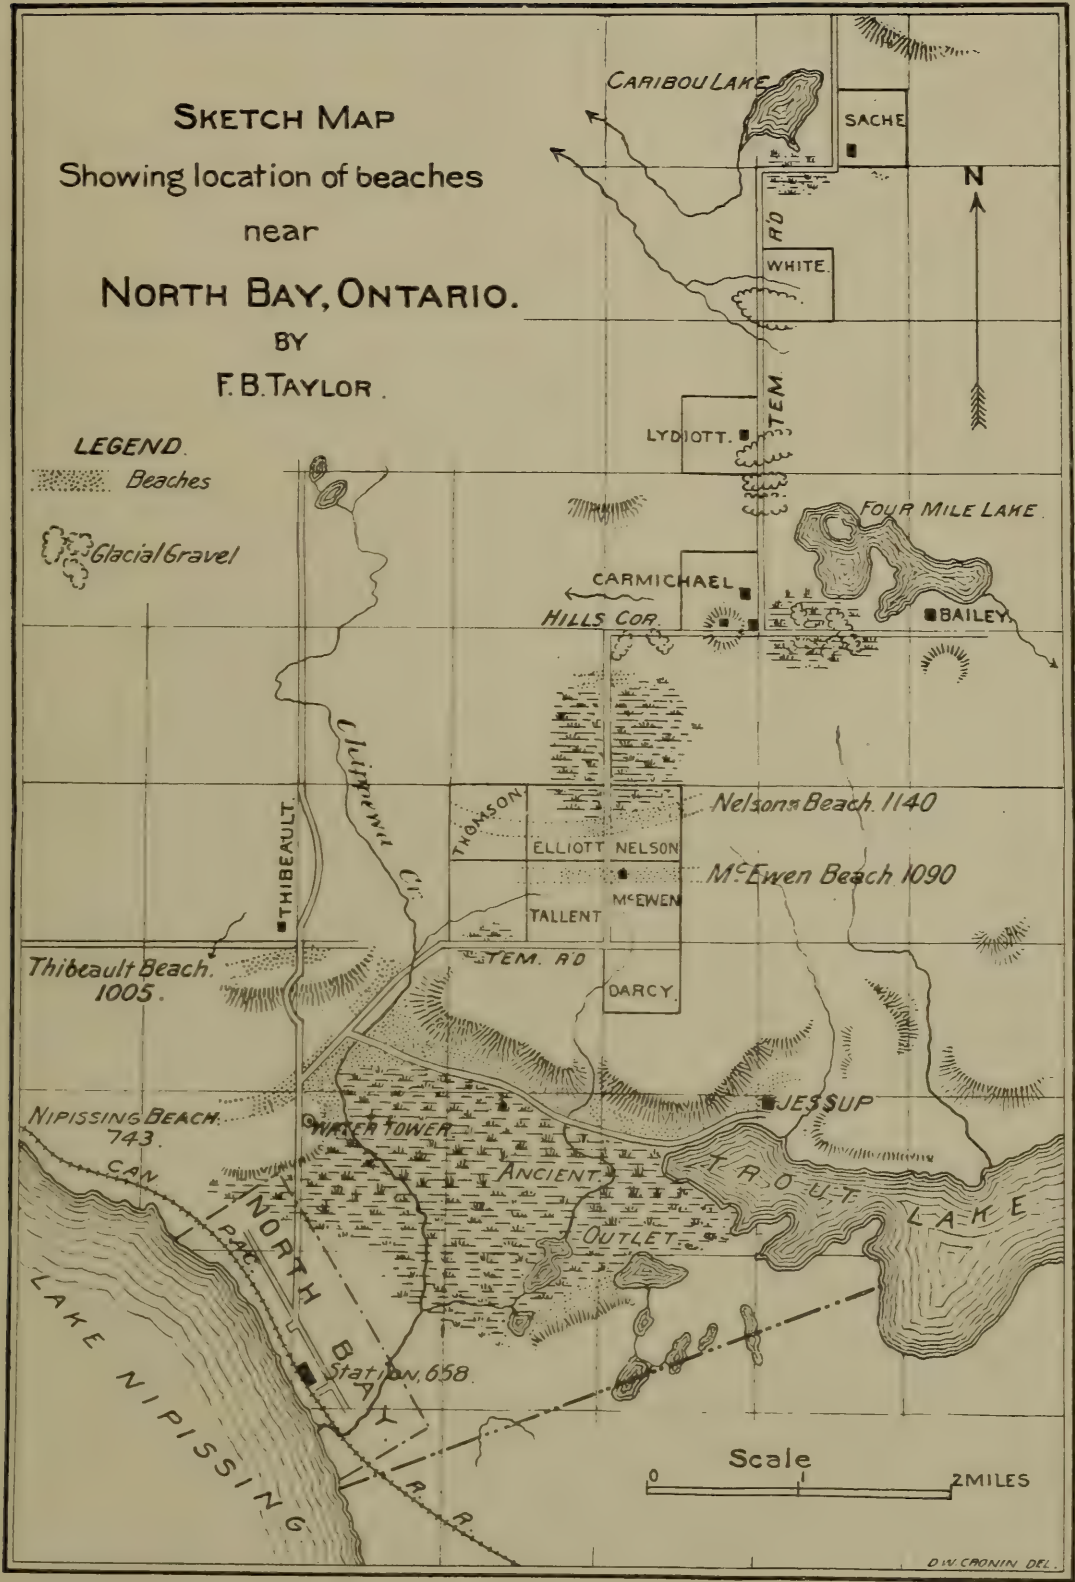 SKETCH MAP
Showing location of beaches
near
NORTH BAY, ONTARIO.
BY
F. B. TAYLOR.
LEGEND.
Beaches
Glacial Gravel
CARIBOU LAKE
SACHE
N
R'D
WHITE.
TEM.
LYDIOTT.
FOUR MILE LAKE.
CARMICHAEL
HILLS COR.
BAILEY
Chippewa Cr.
THIBEAULT.
THOMSON
Nelsons Beach. 1140
ELLIOTT
NELSON
McEwen Beach 1090
McEWEN
TALLENT
TEM. R'D
DARCY.
Thibeault Beach.
1005.
NIPISSING BEACH.
743.
WATER TOWER.
JESSUP
CAN.
PAC.
R. R.
ANCIENT
OUTLET
TROUT LAKE
NORTH BAY.
Station, 658.
LAKE NIPISSING
Scale
0 1 2 MILES
D.W. CRONIN DEL.